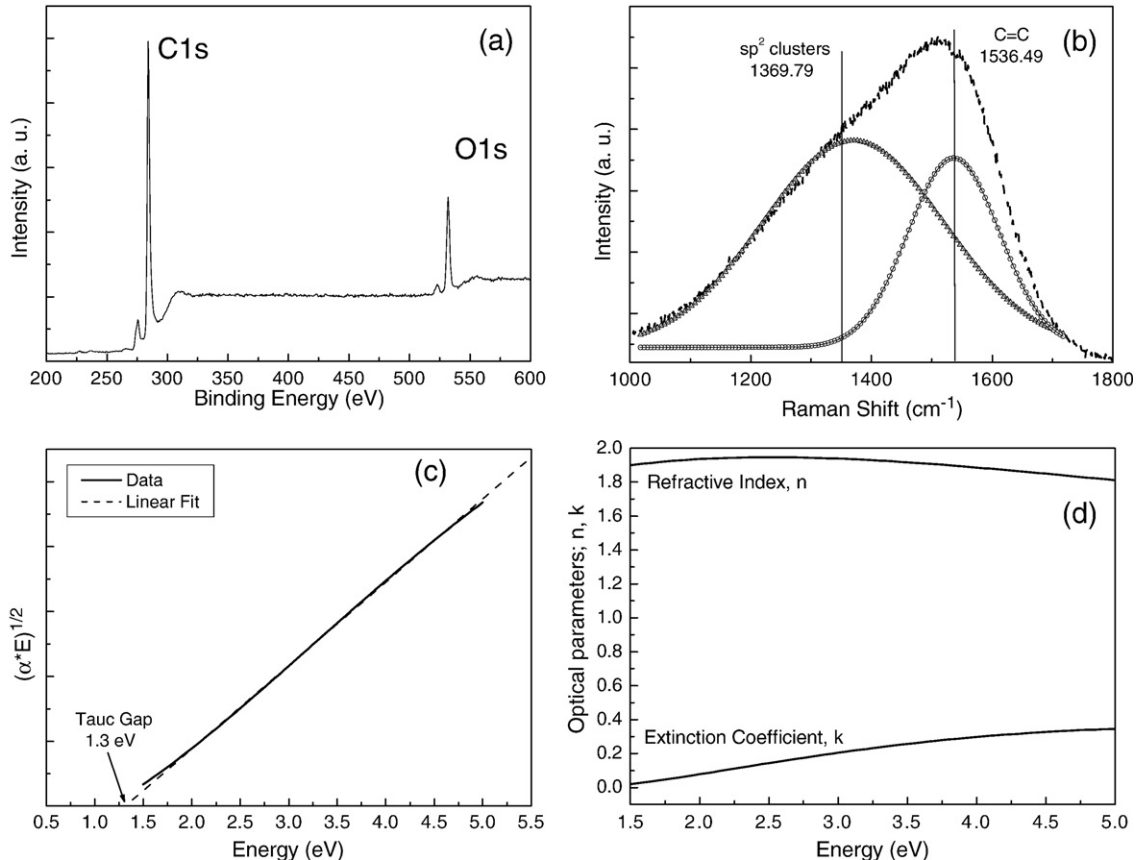 (a)
C1s
O1s
Intensity (a. u.)
200 250 300 350 400 450 500 550 600
Binding Energy (eV)
(b)
sp² clusters
1369.79
C=C
1536.49
Intensity (a. u.)
1000 1200 1400 1600 1800
Raman Shift (cm⁻¹)
(c)
Data
Linear Fit
(α*E)^1/2
Tauc Gap
1.3 eV
0.5 1.0 1.5 2.0 2.5 3.0 3.5 4.0 4.5 5.0 5.5
Energy (eV)
(d)
2.0
1.8
1.6
1.4
1.2
1.0
0.8
0.6
0.4
0.2
0.0
Optical parameters; n, k
Refractive Index, n
Extinction Coefficient, k
1.5 2.0 2.5 3.0 3.5 4.0 4.5 5.0
Energy (eV)